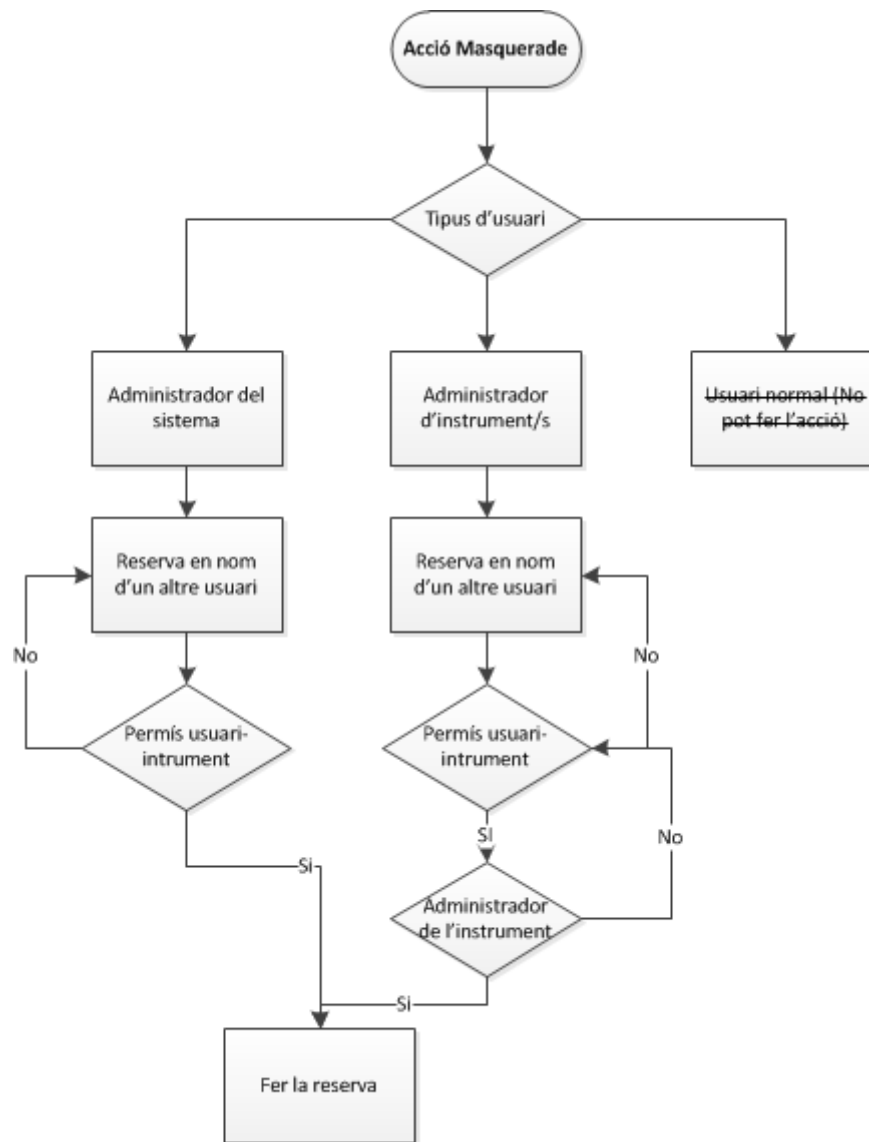 Acció Masquerade
Tipus d'usuari
Administrador del
sistema
Administrador
d'instrument/s
Usuari normal (No
pot fer l'acció)
Reserva en nom
d'un altre usuari
Reserva en nom
d'un altre usuari
No
No
Permís usuari-
intrument
Permís usuari-
intrument
SI
No
Si
Administrador
de l'instrument
Si
Fer la reserva